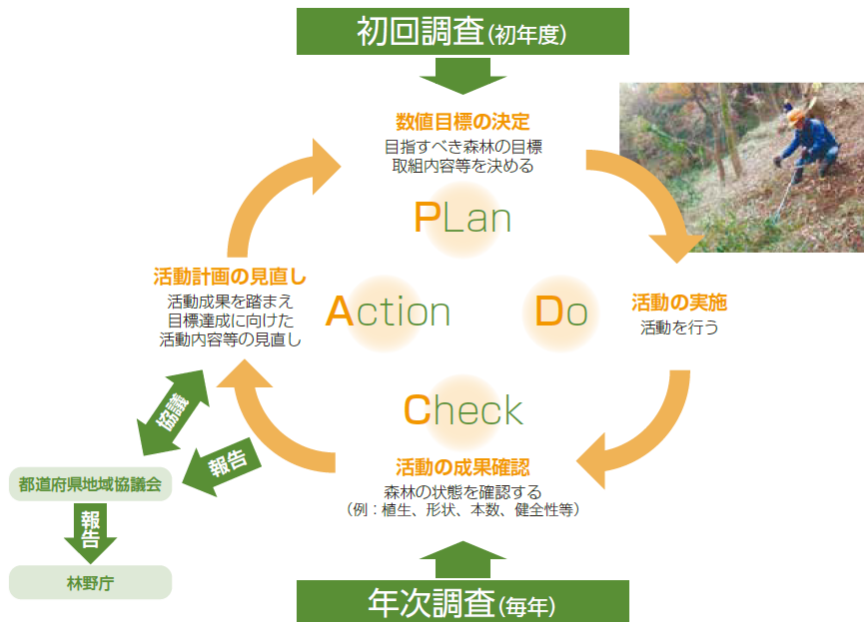 初回調査(初年度)
数値目標の決定
目指すべき森林の目標
取組内容等を決める
PLan
活動の実施
活動を行う
Do
Check
活動の成果確認
森林の状態を確認する
(例：植生、形状、本数、健全性等)
年次調査(毎年)
活動計画の見直し
活動成果を踏まえ
目標達成に向けた
活動内容等の見直し
Action
協議
報告
都道府県地域協議会
報告
林野庁